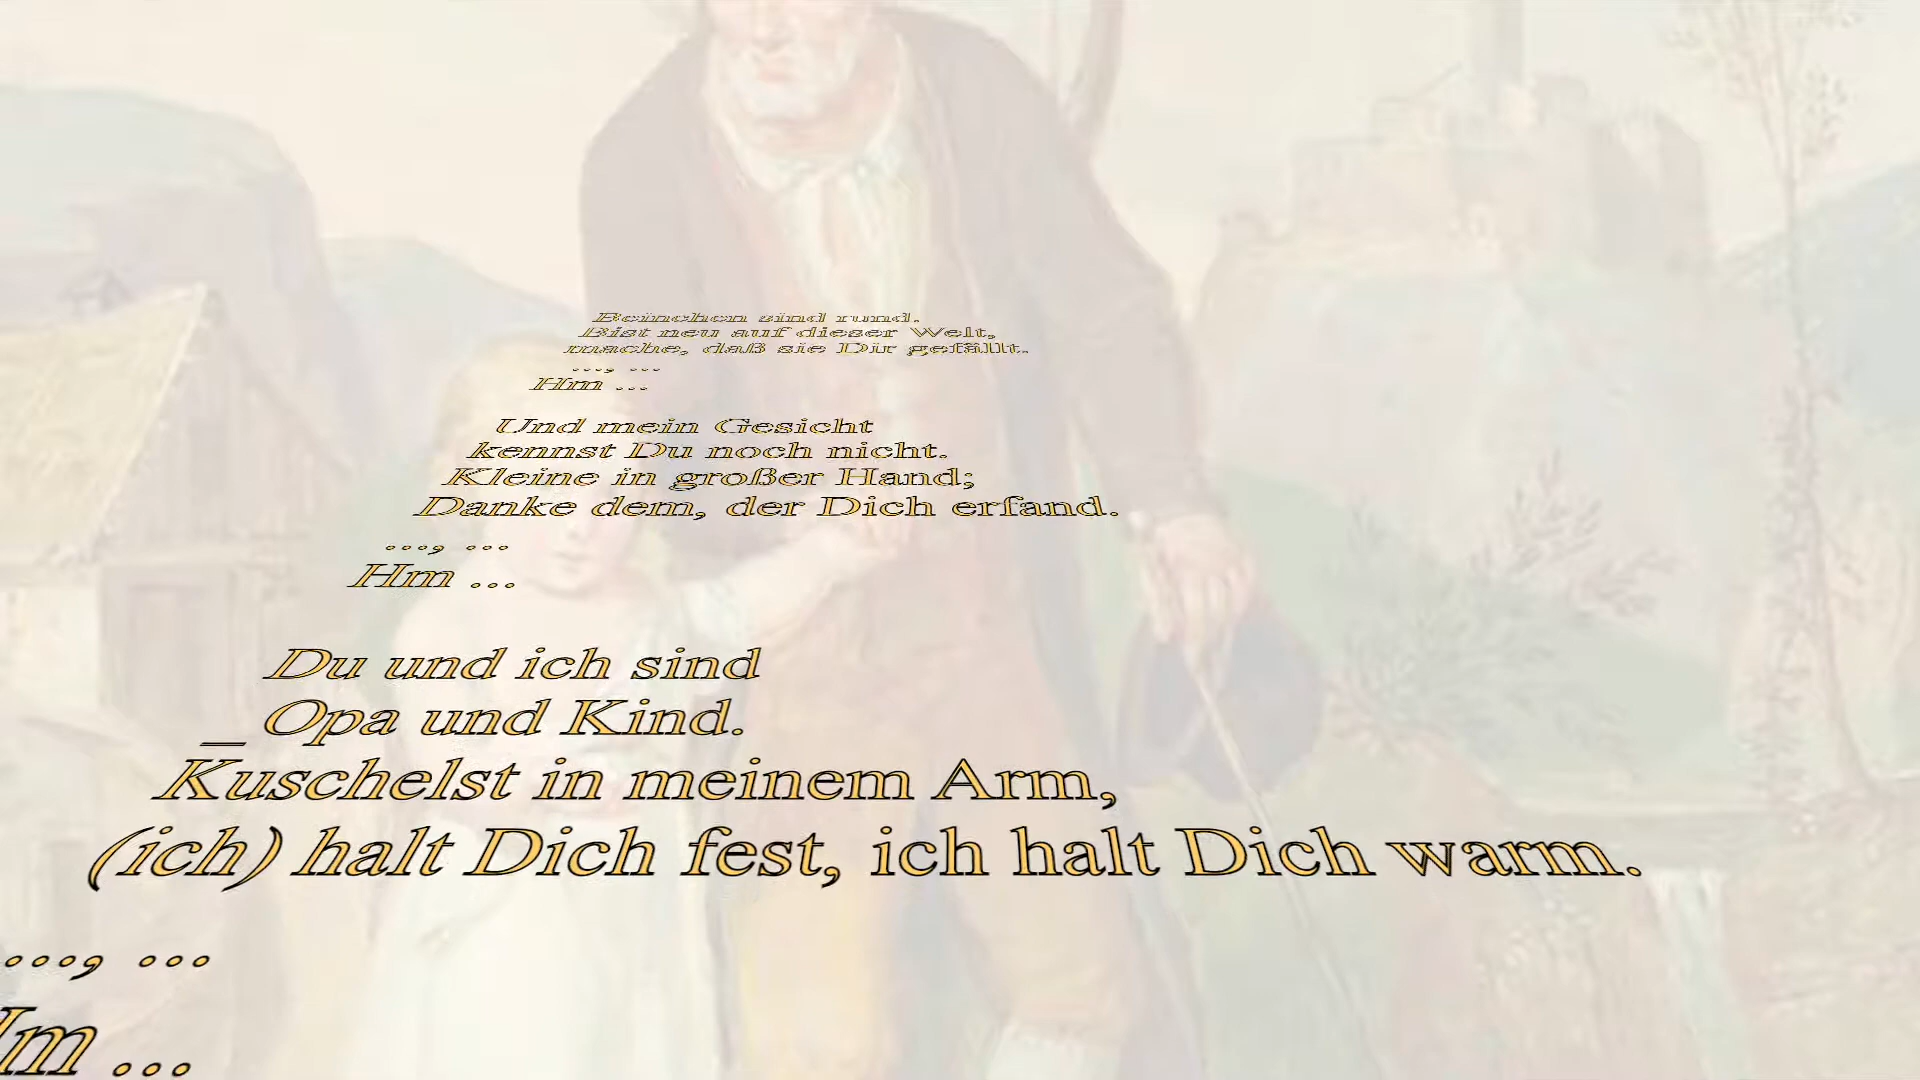 Beinchen sind rund.
Bist neu auf dieser Welt,
mache, daß sie Dir gefällt.
..., ...
Hm ...
Und mein Gesicht
kennst Du noch nicht.
Kleine in großer Hand;
Danke dem, der Dich erfand.
..., ...
Hm ...
Du und ich sind
_ Opa und Kind.
Kuschelst in meinem Arm,
(ich) halt Dich fest, ich halt Dich warm.
..., ...
Hm ...